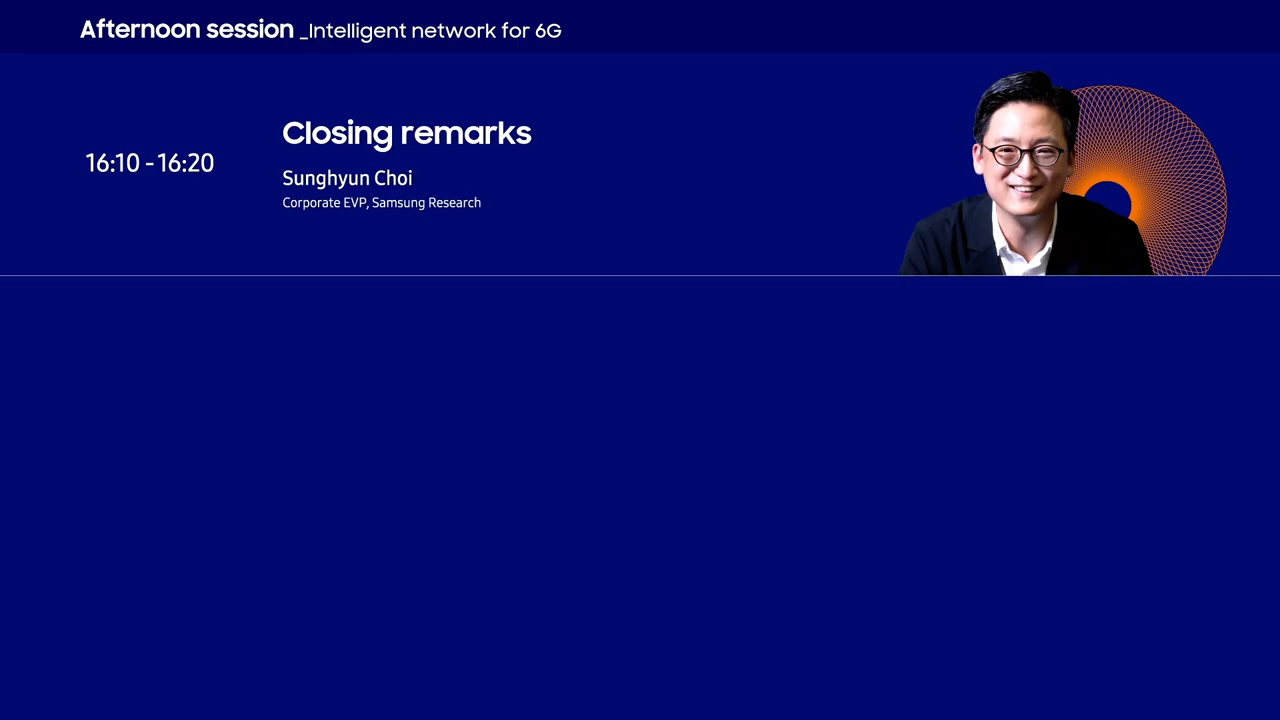 Afternoon session _Intelligent network for 6G
Closing remarks
16:10 - 16:20
Sunghyun Choi
Corporate EVP, Samsung Research